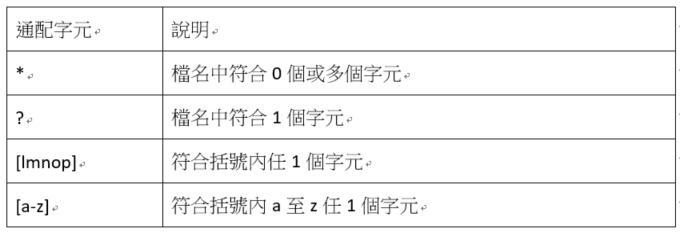 通配字元 說明
* 檔名中符合 0 個或多個字元
? 檔名中符合 1 個字元
[lmnop] 符合括號內任 1 個字元
[a-z] 符合括號內 a 至 z 任 1 個字元